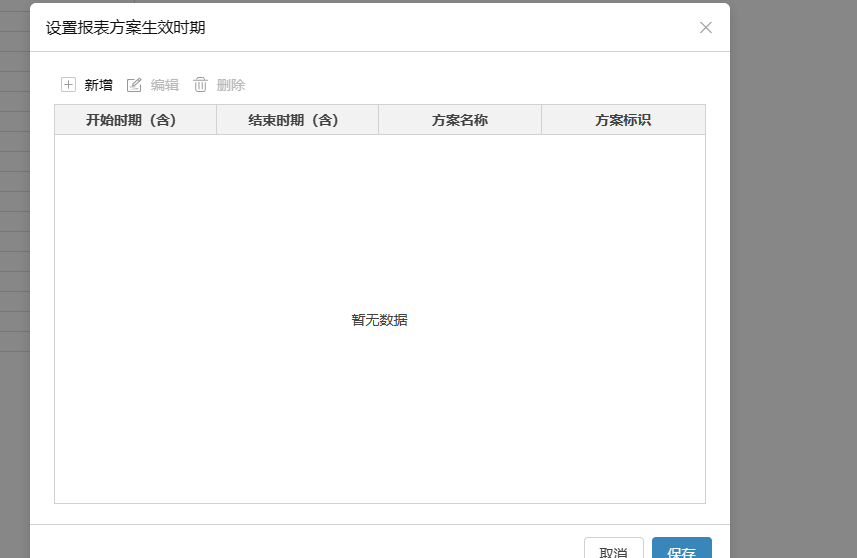 设置报表方案生效时期
新增 编辑 删除
开始时期（含） 结束时期（含） 方案名称 方案标识
暂无数据
取消 保存